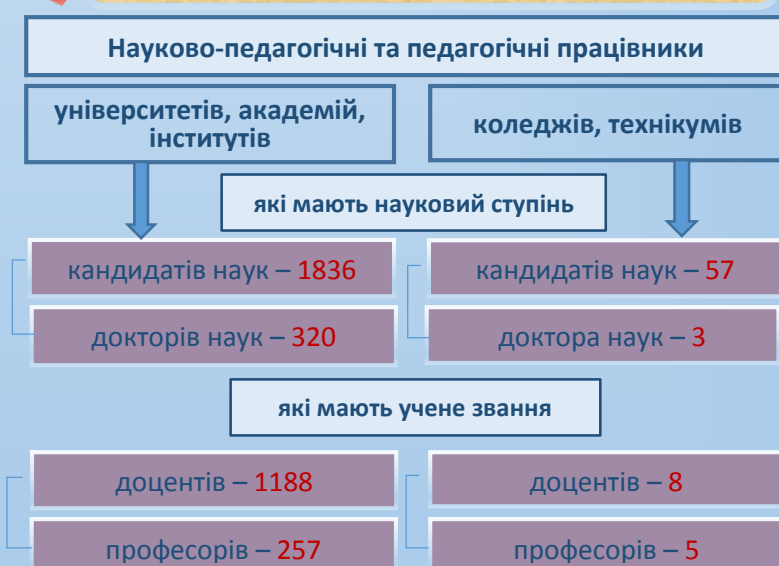 Науково-педагогічні та педагогічні працівники
університетів, академій,
інститутів
коледжів, технікумів
які мають науковий ступінь
кандидатів наук – 1836
кандидатів наук – 57
докторів наук – 320
доктора наук – 3
які мають учене звання
доцентів – 1188
доцентів – 8
професорів – 257
професорів – 5